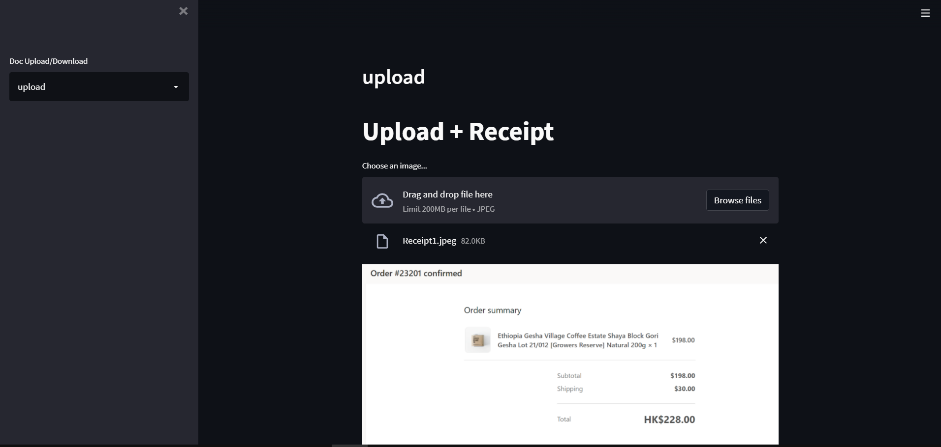 Doc Upload/Download
upload
upload
Upload + Receipt
Choose an image...
Drag and drop file here
Limit 200MB per file • JPEG
Browse files
Receipt1.jpeg 82.0KB
Order #23201 confirmed
Order summary
Ethiopia Gesha Village Coffee Estate Shaya Block Gori
Gesha Lot 21/012 [Growers Reserve] Natural 200g × 1
$198.00
Subtotal $198.00
Shipping $30.00
Total HK$228.00